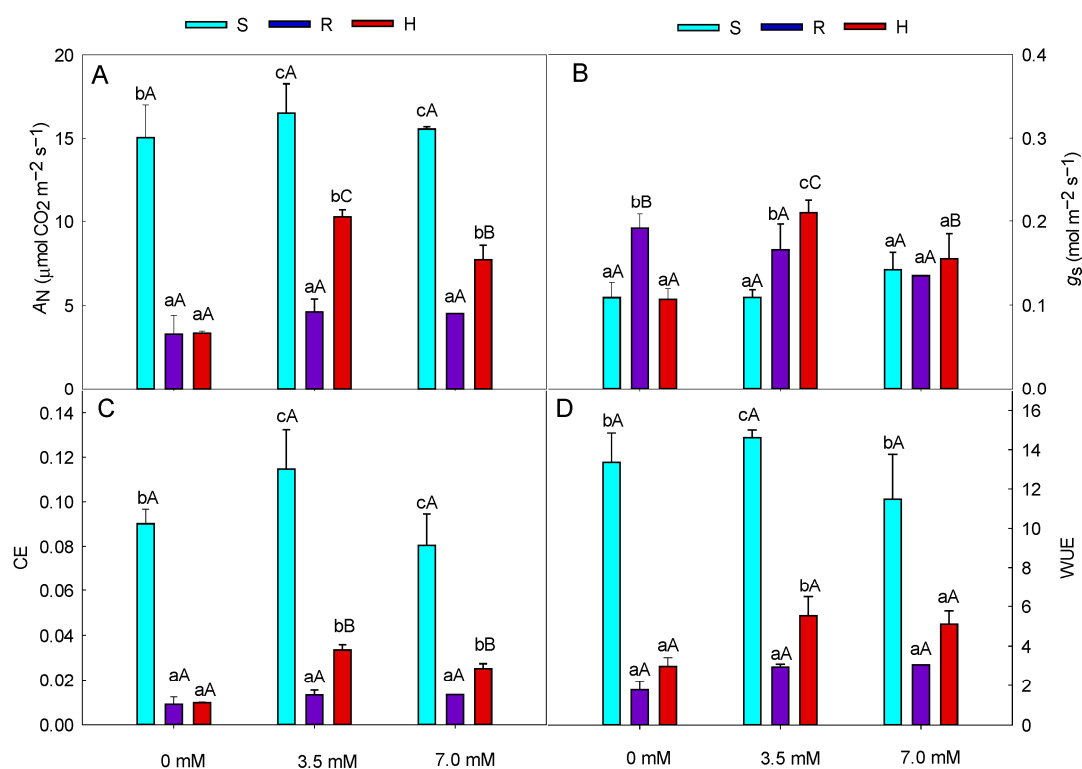 S R H
S R H
A
20
15
10
5
0
AN (μmol CO2 m−2 s−1)
bA
aA
aA
cA
aA
bC
cA
aA
bB
B
0.4
0.3
0.2
0.1
0.0
gs (mol m−2 s−1)
aA
bB
aA
aA
bA
cC
aA
aA
aB
C
0.14
0.12
0.10
0.08
0.06
0.04
0.02
0.00
CE
bA
aA
aA
cA
aA
bB
cA
aA
bB
0 mM 3.5 mM 7.0 mM
D
16
14
12
10
8
6
4
2
0
WUE
bA
aA
aA
cA
aA
bA
bA
aA
aA
0 mM 3.5 mM 7.0 mM